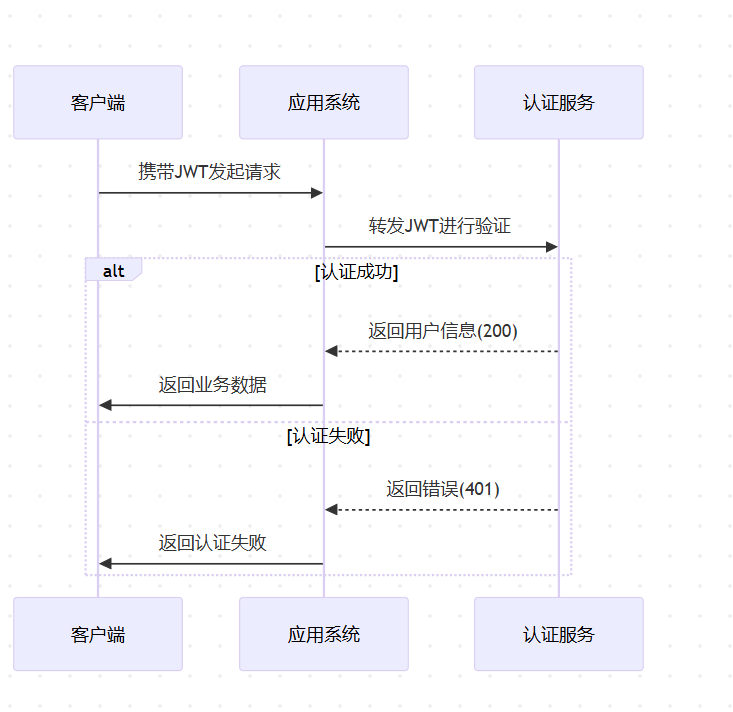 客户端 应用系统 认证服务
携带JWT发起请求
转发JWT进行验证
alt [认证成功]
返回用户信息(200)
返回业务数据
[认证失败]
返回错误(401)
返回认证失败
客户端 应用系统 认证服务